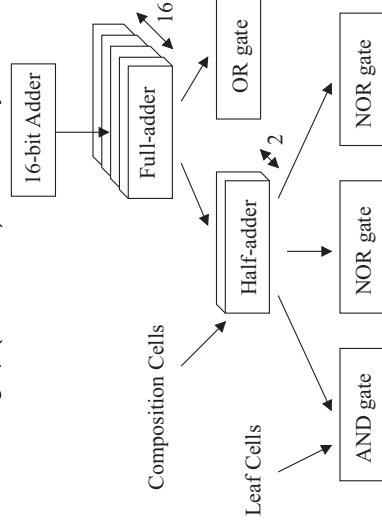 16-bit Adder
Full-adder
16
OR gate
Composition Cells
Half-adder
2
Leaf Cells
AND gate
NOR gate
NOR gate